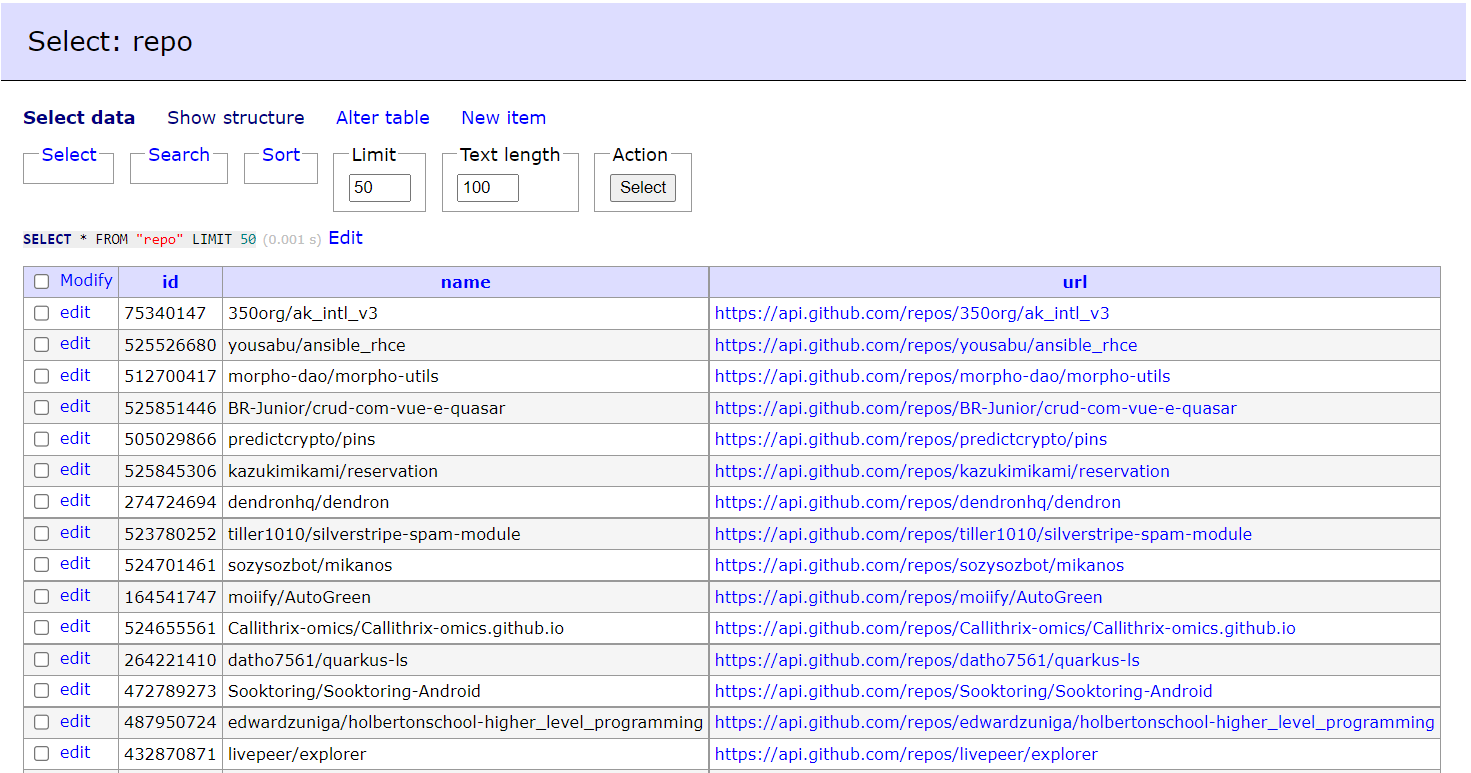 Select: repo
Select data Show structure Alter table New item
Select Search Sort Limit Text length Action
50 100 Select
SELECT * FROM "repo" LIMIT 50 (0.001 s) Edit
Modify id name url
edit 75340147 350org/ak_intl_v3 https://api.github.com/repos/350org/ak_intl_v3
edit 525526680 yousabu/ansible_rhce https://api.github.com/repos/yousabu/ansible_rhce
edit 512700417 morpho-dao/morpho-utils https://api.github.com/repos/morpho-dao/morpho-utils
edit 525851446 BR-Junior/crud-com-vue-e-quasar https://api.github.com/repos/BR-Junior/crud-com-vue-e-quasar
edit 505029866 predictcrypto/pins https://api.github.com/repos/predictcrypto/pins
edit 525845306 kazukimikami/reservation https://api.github.com/repos/kazukimikami/reservation
edit 274724694 dendronhq/dendron https://api.github.com/repos/dendronhq/dendron
edit 523780252 tiller1010/silverstripe-spam-module https://api.github.com/repos/tiller1010/silverstripe-spam-module
edit 524701461 sozysozbot/mikanos https://api.github.com/repos/sozysozbot/mikanos
edit 164541747 moiify/AutoGreen https://api.github.com/repos/moiify/AutoGreen
edit 524655561 Callithrix-omics/Callithrix-omics.github.io https://api.github.com/repos/Callithrix-omics/Callithrix-omics.github.io
edit 264221410 datho7561/quarkus-ls https://api.github.com/repos/datho7561/quarkus-ls
edit 472789273 Sooktoring/Sooktoring-Android https://api.github.com/repos/Sooktoring/Sooktoring-Android
edit 487950724 edwardzuniga/holbertonschool-higher_level_programming https://api.github.com/repos/edwardzuniga/holbertonschool-higher_level_programming
edit 432870871 livepeer/explorer https://api.github.com/repos/livepeer/explorer